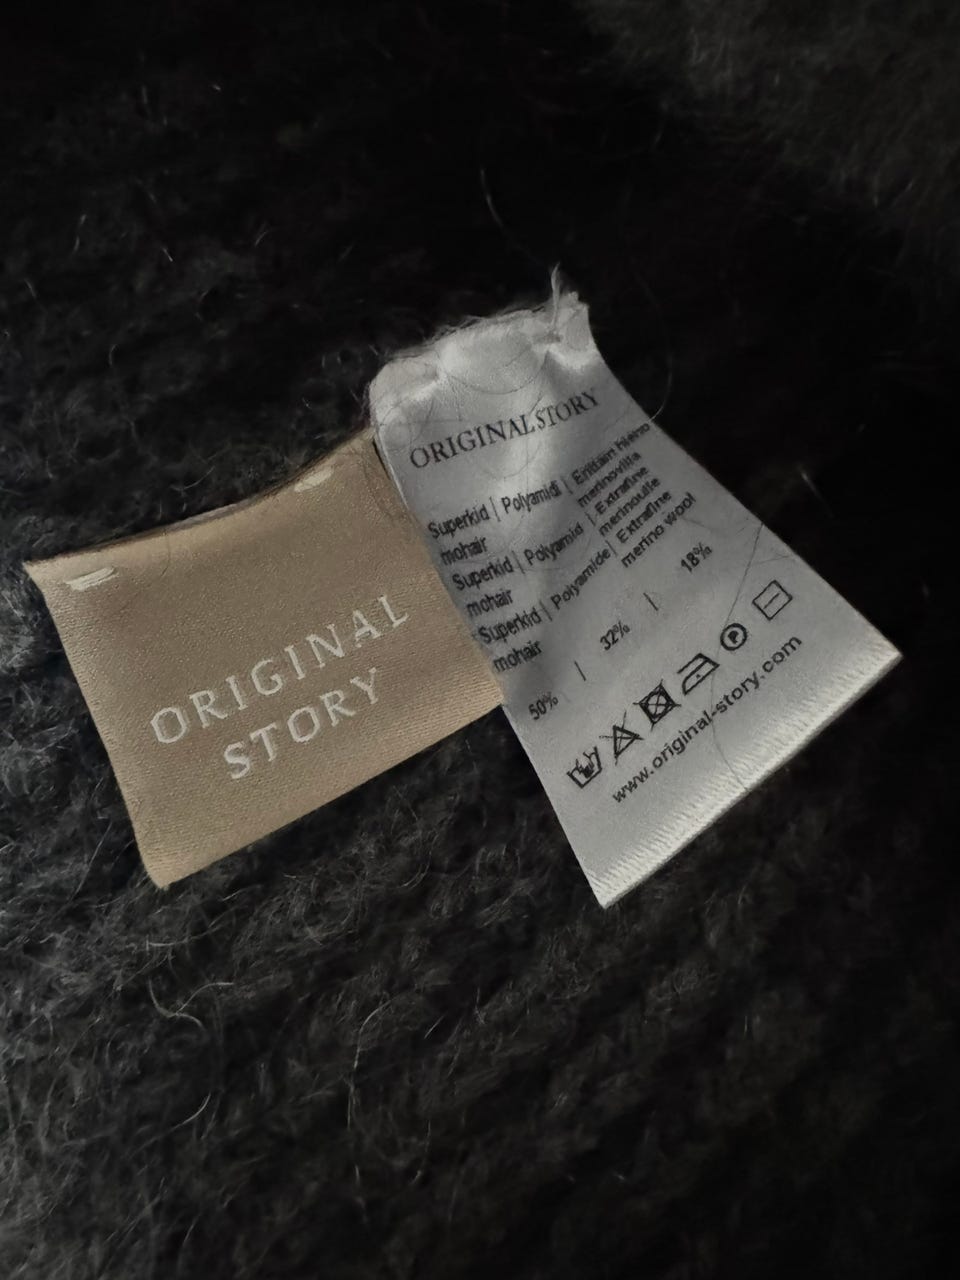 ORIGINAL
STORY
ORIGINAL STORY
Superkid | Polyamidi | Erittäin hieno
mohair merinovilla
Superkid | Polyamid | Extrafine
mohair merinoulle
Superkid | Polyamide | Extrafine
mohair merino wool
50% | 32% | 18%
P
www.original-story.com